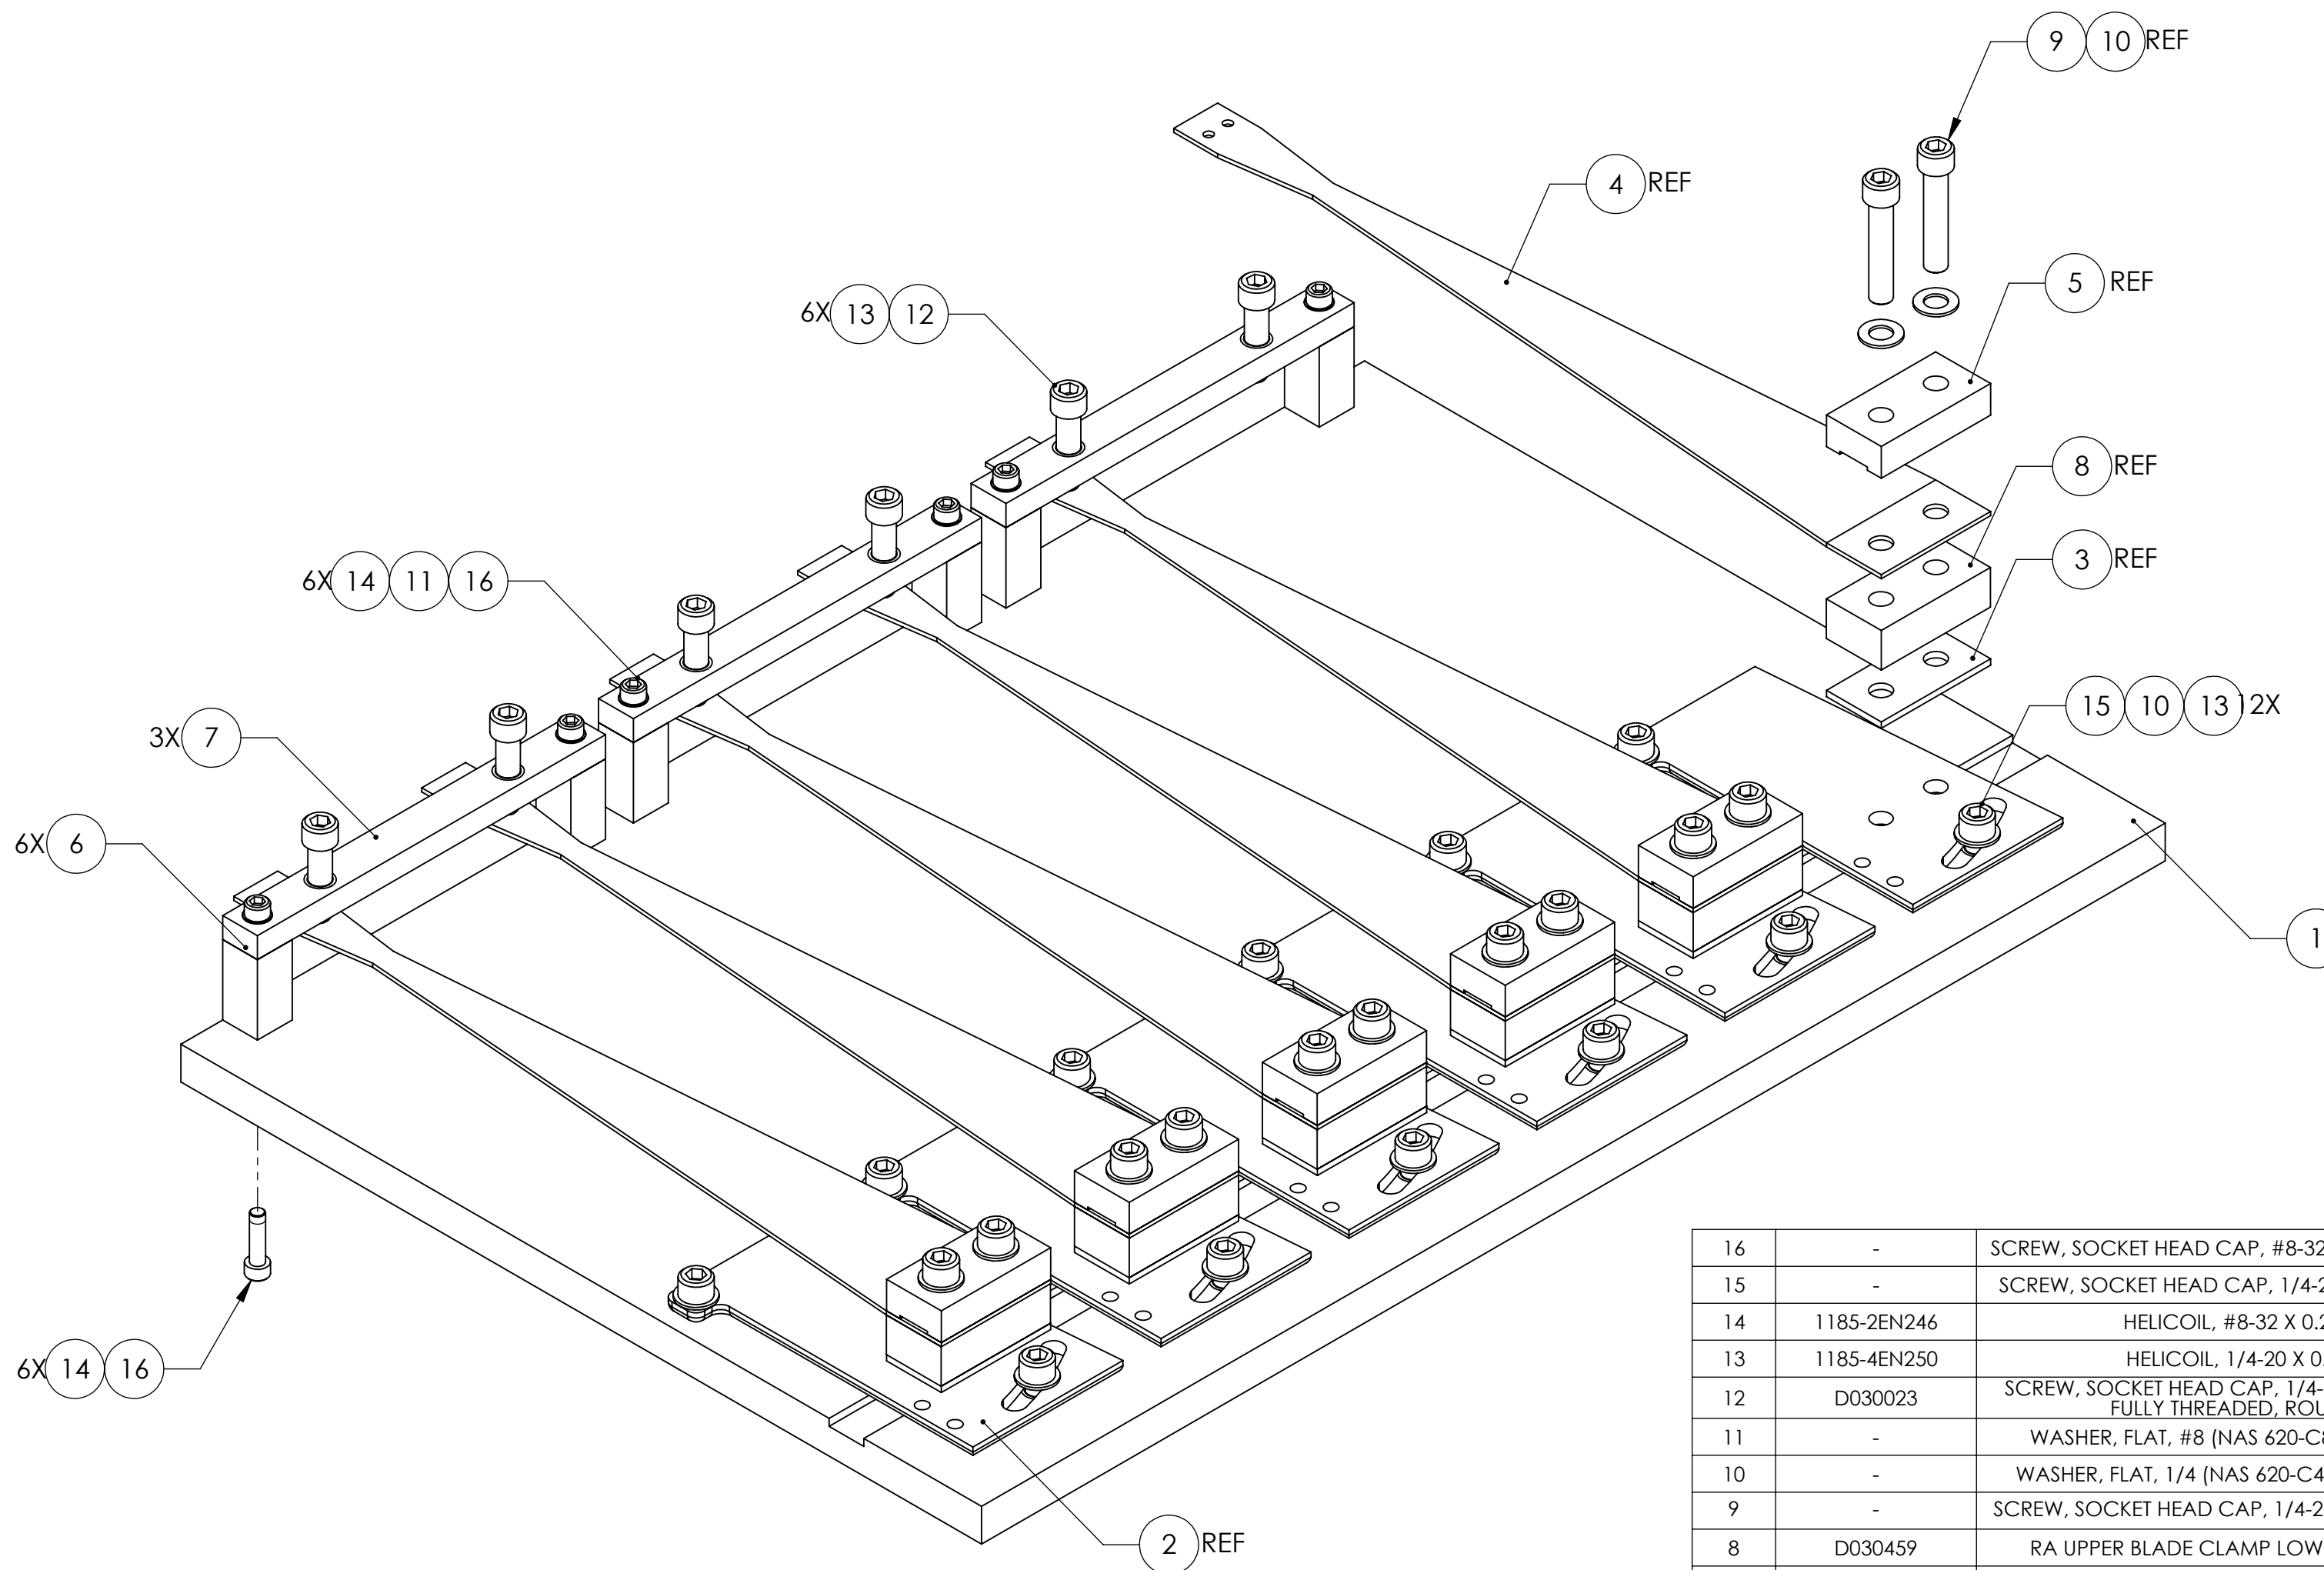 9 10 REF
4 REF
5 REF
6X 13 12
8 REF
3 REF
6X 14 11 16
15 10 13 12X
3X 7
6X 6
1
6X 14 16
2 REF
16 - SCREW, SOCKET HEAD CAP, #8-32
15 - SCREW, SOCKET HEAD CAP, 1/4-2
14 1185-2EN246 HELICOIL, #8-32 X 0.2
13 1185-4EN250 HELICOIL, 1/4-20 X 0.
12 D030023 SCREW, SOCKET HEAD CAP, 1/4-
FULLY THREADED, ROU
11 - WASHER, FLAT, #8 (NAS 620-C8
10 - WASHER, FLAT, 1/4 (NAS 620-C4
9 - SCREW, SOCKET HEAD CAP, 1/4-2
8 D030459 RA UPPER BLADE CLAMP LOW